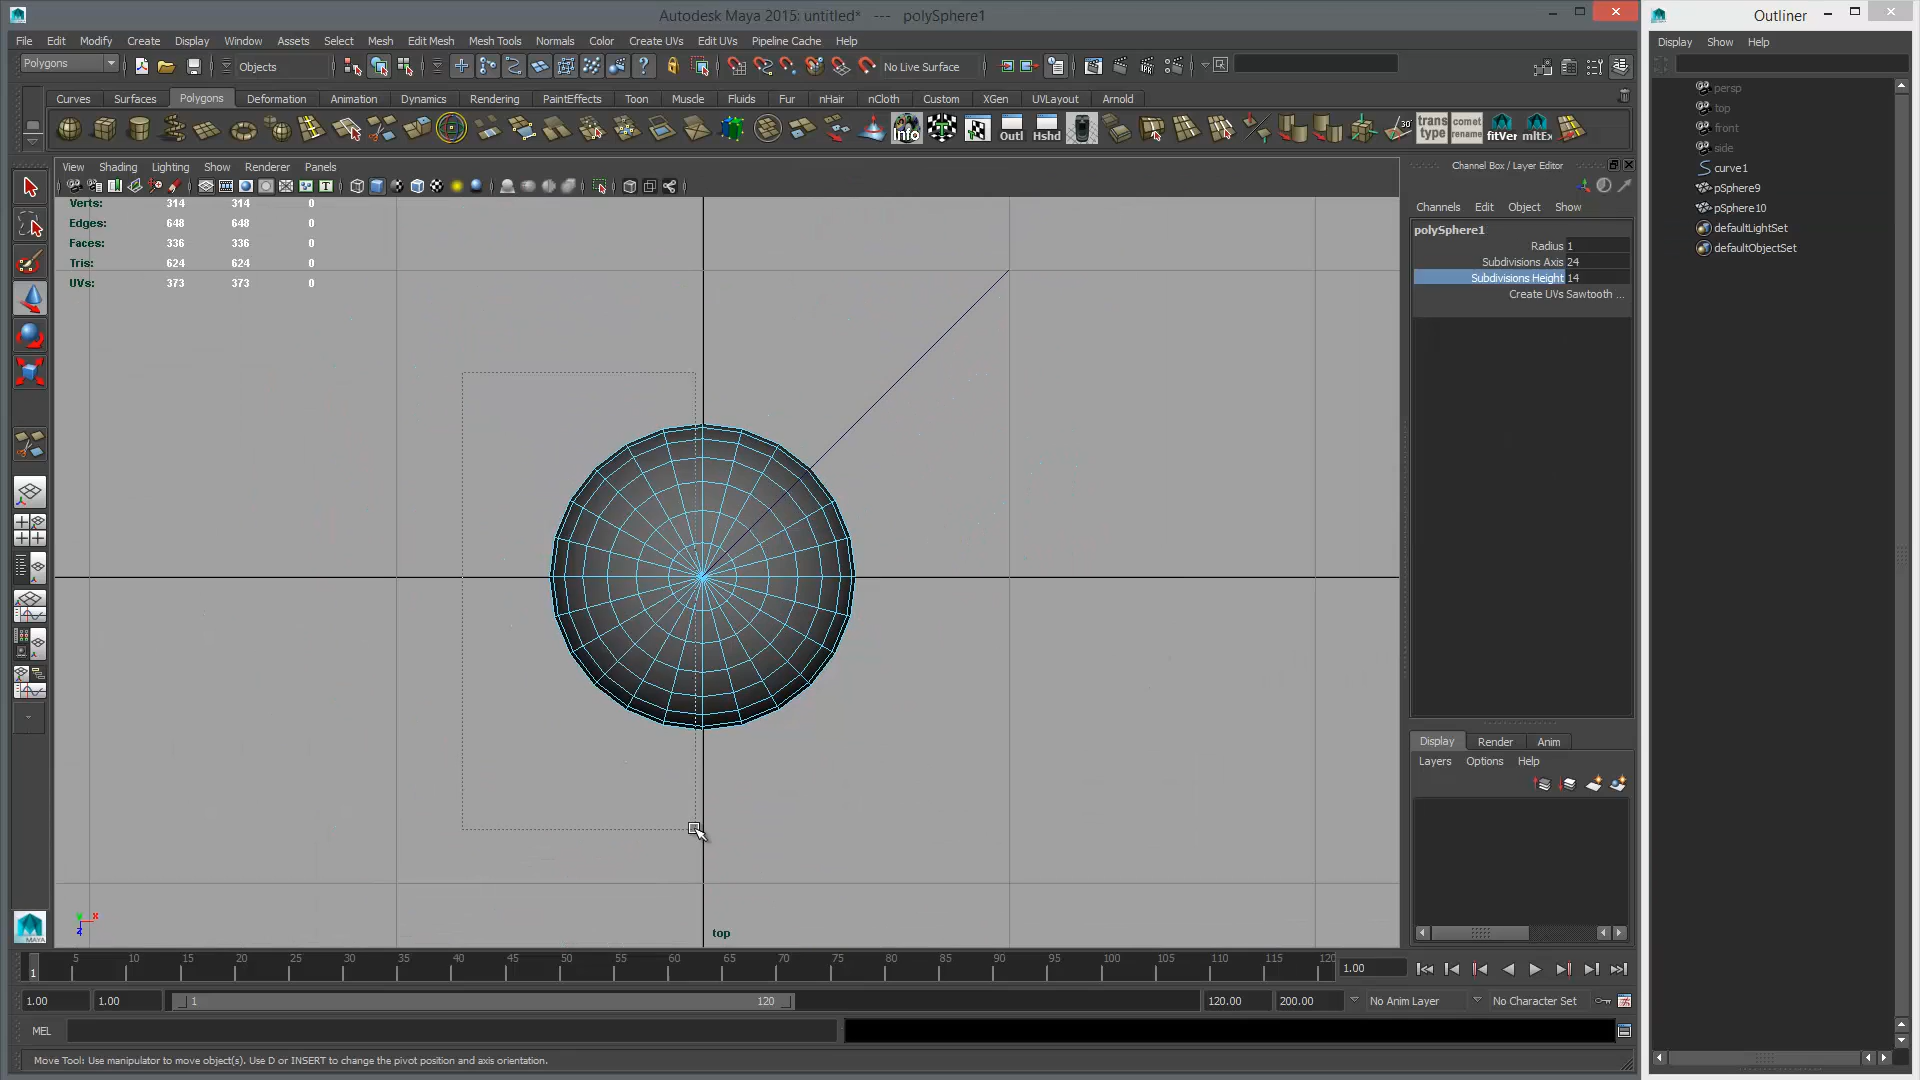 Autodesk Maya 2015: untitled* --- polySphere1
Outliner
File Edit Modify Create Display Window Assets Select Mesh Edit Mesh Mesh Tools Normals Color Create UVs Edit UVs Pipeline Cache Help
Display Show Help
Polygons
Objects
No Live Surface
Curves Surfaces Polygons Deformation Animation Dynamics Rendering PaintEffects Toon Muscle Fluids Fur nHair nCloth Custom XGen UVLayout Arnold
Info Outl Hshd 30 trans type comet rename fitVer mltEx
View Shading Lighting Show Renderer Panels
Channel Box / Layer Editor
Channels Edit Object Show
Verts: 314 314 0
Edges: 648 648 0
Faces: 336 336 0
Tris: 624 624 0
UVs: 373 373 0
polySphere1
Radius 1
Subdivisions Axis 24
Subdivisions Height 14
Create UVs Sawtooth ...
persp
top
front
side
curve1
pSphere9
pSphere10
defaultLightSet
defaultObjectSet
Display Render Anim
Layers Options Help
y x
z
top
MAYA
1 5 10 15 20 25 30 35 40 45 50 55 60 65 70 75 80 85 90 95 100 105 110 115 120
1.00
1.00 1.00 1 120 120.00 200.00 No Anim Layer No Character Set
MEL
Move Tool: Use manipulator to move object(s). Use D or INSERT to change the pivot position and axis orientation.